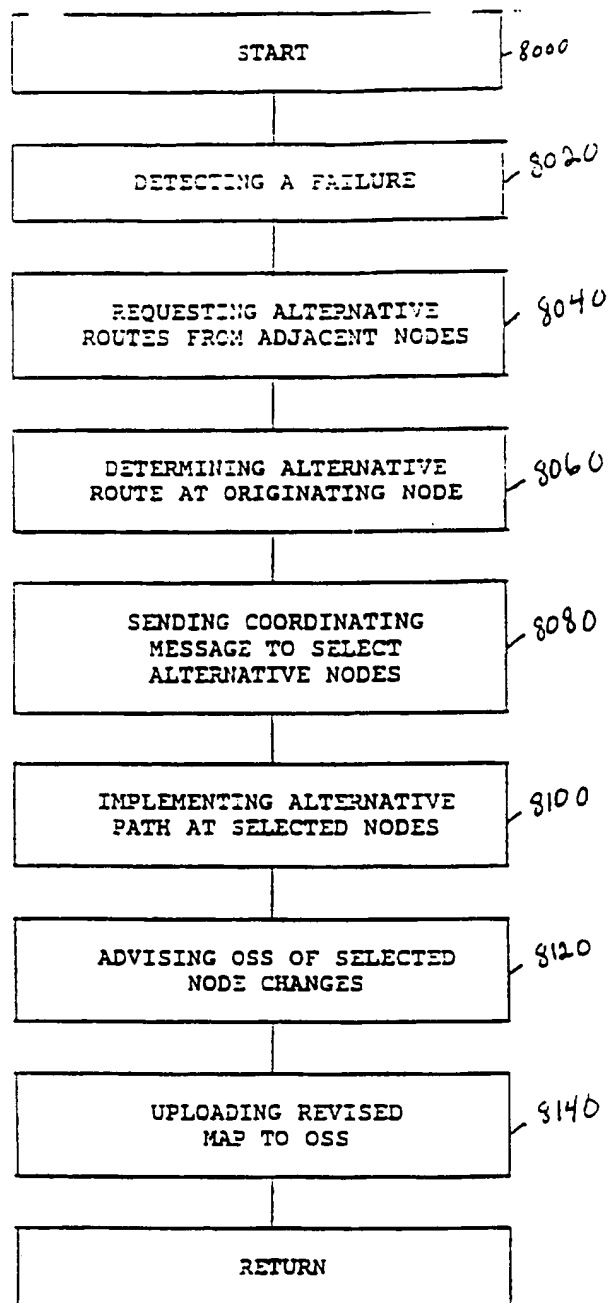 START
8000
DETECTING A FAILURE
8020
REQUESTING ALTERNATIVE
ROUTES FROM ADJACENT NODES
8040
DETERMINING ALTERNATIVE
ROUTE AT ORIGINATING NODE
8060
SENDING COORDINATING
MESSAGE TO SELECT
ALTERNATIVE NODES
8080
IMPLEMENTING ALTERNATIVE
PATH AT SELECTED NODES
8100
ADVISING OSS OF SELECTED
NODE CHANGES
8120
UPLOADING REVISED
MAP TO OSS
8140
RETURN